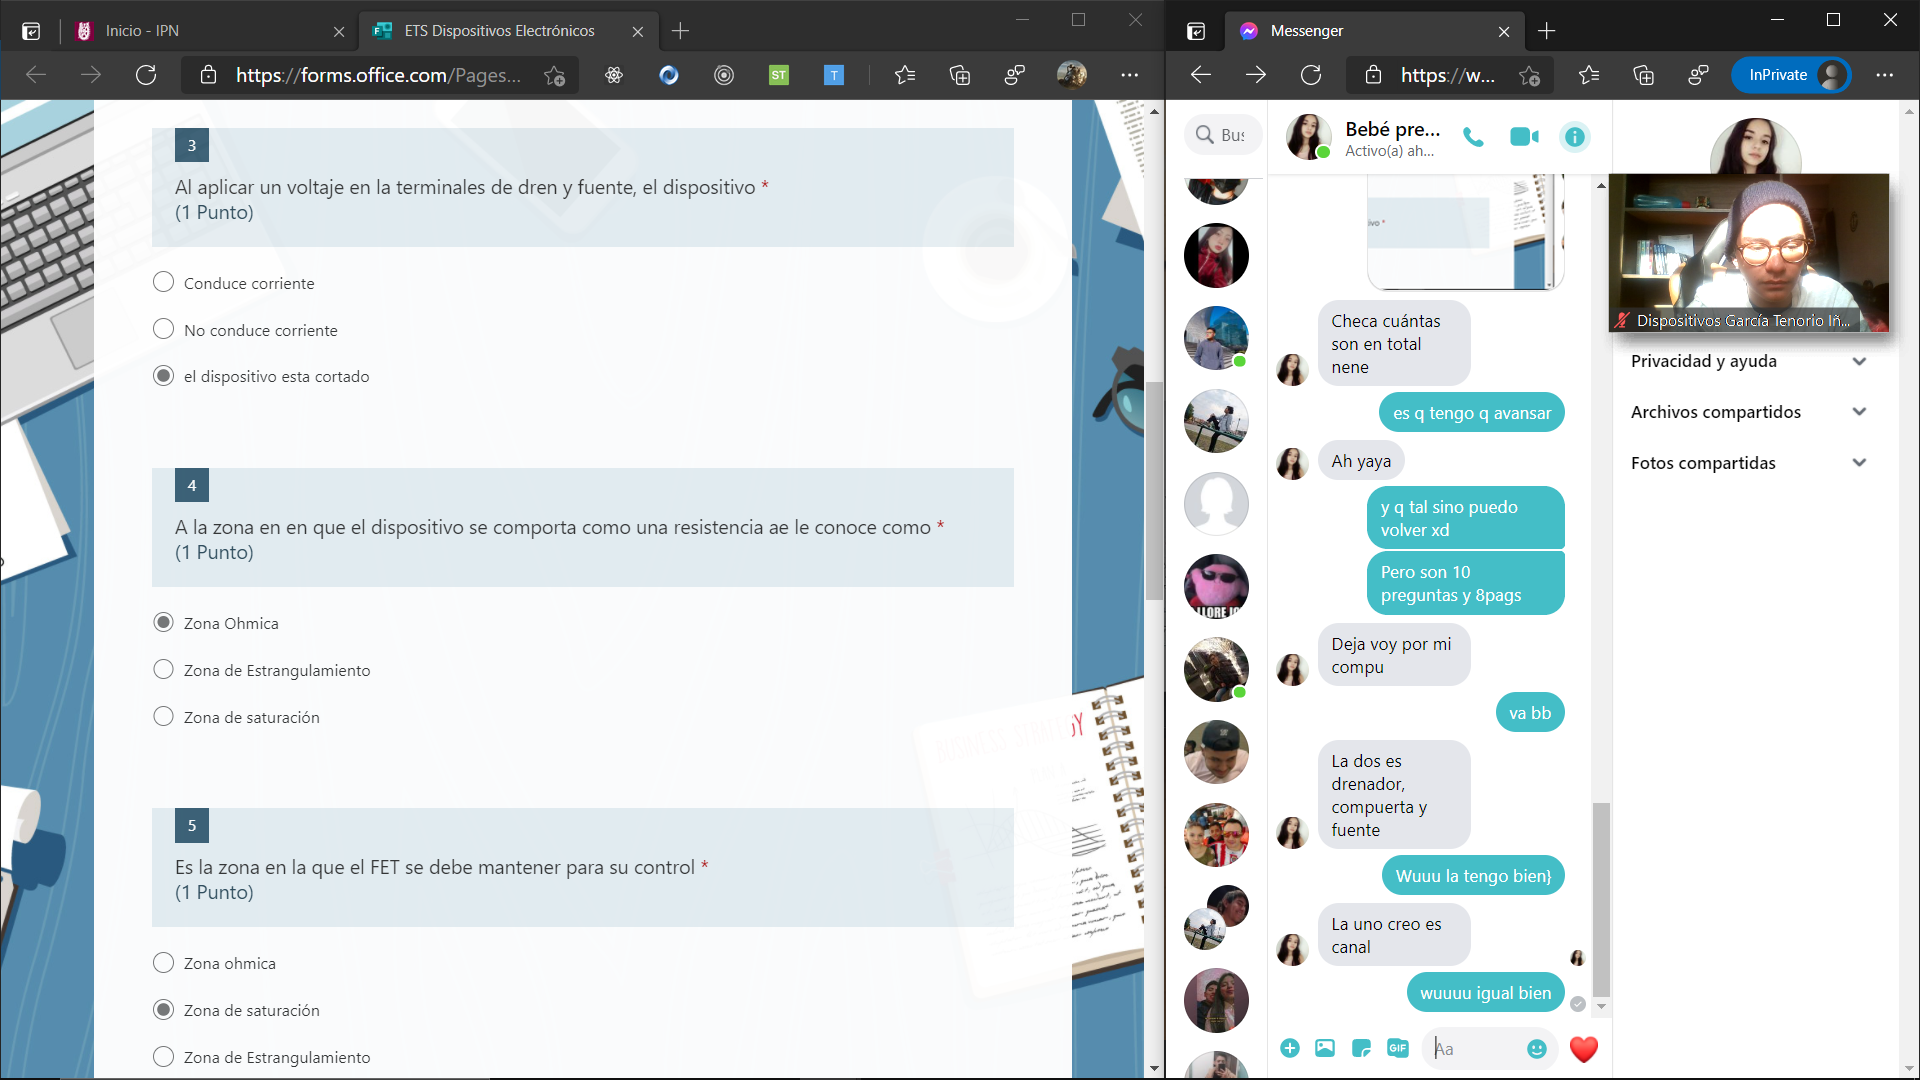 Inicio - IPN
ETS Dispositivos Electrónicos
Messenger
https://forms.office.com/Pages...
ST
T
https://w...
InPrivate
3
Al aplicar un voltaje en la terminales de dren y fuente, el dispositivo *
(1 Punto)
Conduce corriente
No conduce corriente
el dispositivo esta cortado
4
A la zona en en que el dispositivo se comporta como una resistencia ae le conoce como *
(1 Punto)
Zona Ohmica
Zona de Estrangulamiento
Zona de saturación
5
Es la zona en la que el FET se debe mantener para su control *
(1 Punto)
Zona ohmica
Zona de saturación
Zona de Estrangulamiento
BUSINESS STRATEGY
Bus
Bebé pre...
Activo(a) ah...
ivo *
Checa cuántas
son en total
nene
es q tengo q avansar
Ah yaya
y q tal sino puedo
volver xd
Pero son 10
preguntas y 8pags
Deja voy por mi
compu
va bb
La dos es
drenador,
compuerta y
fuente
Wuuu la tengo bien}
La uno creo es
canal
wuuuu igual bien
GIF
Aa
Dispositivos García Tenorio Iñ...
Privacidad y ayuda
Archivos compartidos
Fotos compartidas